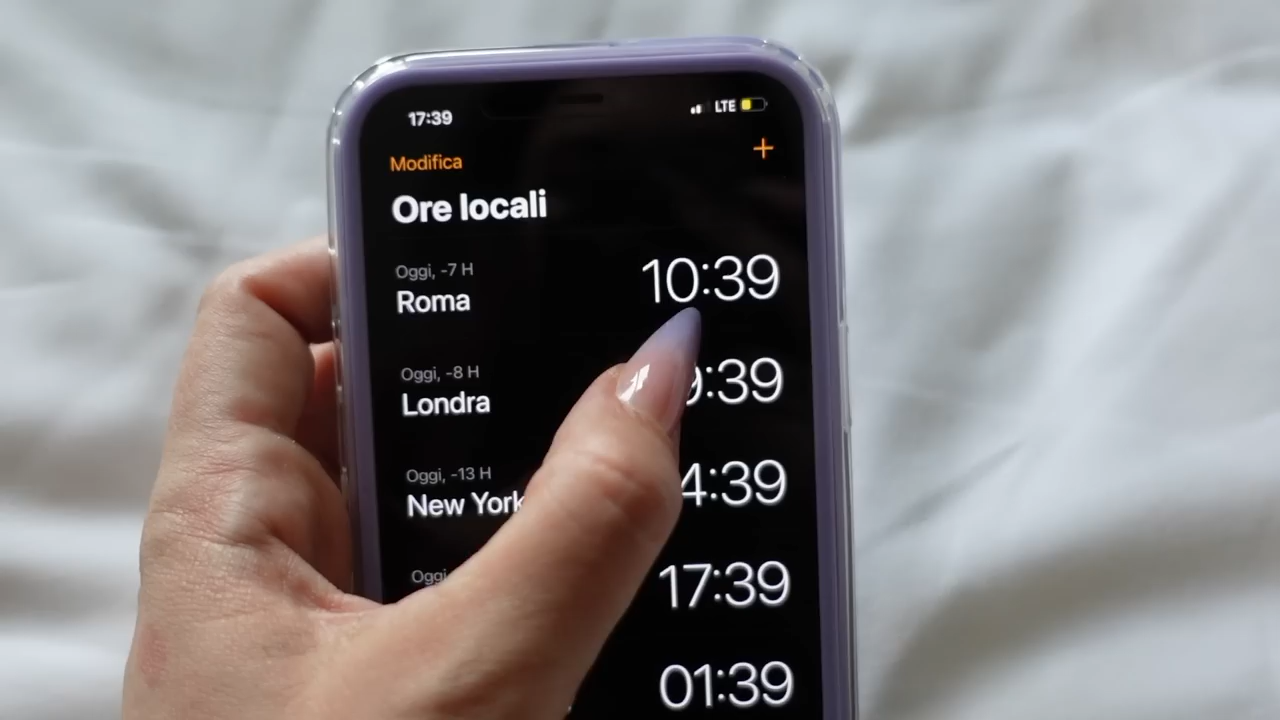 17:39
LTE
Modifica
+
Ore locali
Oggi, -7 H
Roma
10:39
Oggi, -8 H
Londra
9:39
Oggi, -13 H
New York
4:39
Oggi
17:39
01:39